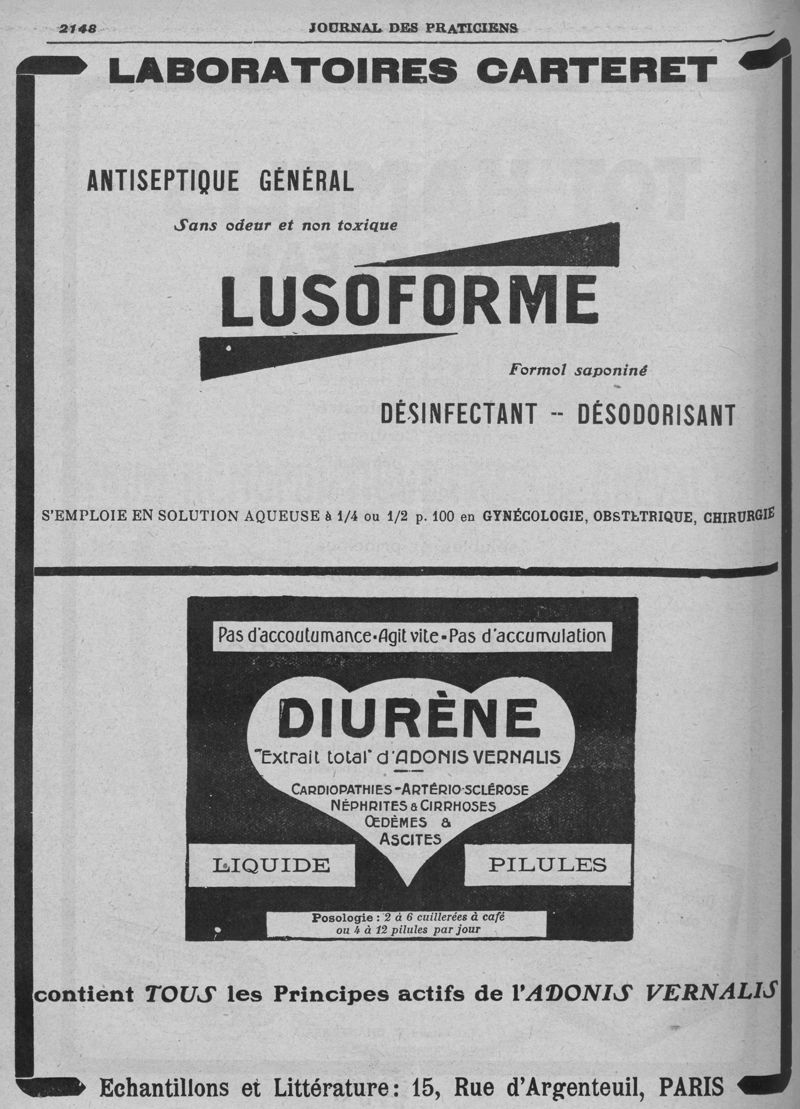 2148 JOURNAL DES PRATICIENS
LABORATOIRES CARTERET
ANTISEPTIQUE GÉNÉRAL
Sans odeur et non toxique
LUSOFORME
Formol saponiné
DÉSINFECTANT -- DÉSODORISANT
S'EMPLOIE EN SOLUTION AQUEUSE à 1/4 ou 1/2 p. 100 en GYNÉCOLOGIE, OBSTÉTRIQUE, CHIRURGIE
Pas d'accoutumance • Agit vite • Pas d'accumulation
DIURÈNE
"Extrait total" d'ADONIS VERNALIS
CARDIOPATHIES - ARTÉRIO-SCLÉROSE
NÉPHRITES & CIRRHOSES
ŒDÈMES &
ASCITES
LIQUIDE PILULES
Posologie : 2 à 6 cuillerées à café
ou 4 à 12 pilules par jour
contient TOUS les Principes actifs de l'ADONIS VERNALIS
Echantillons et Littérature : 15, Rue d'Argenteuil, PARIS